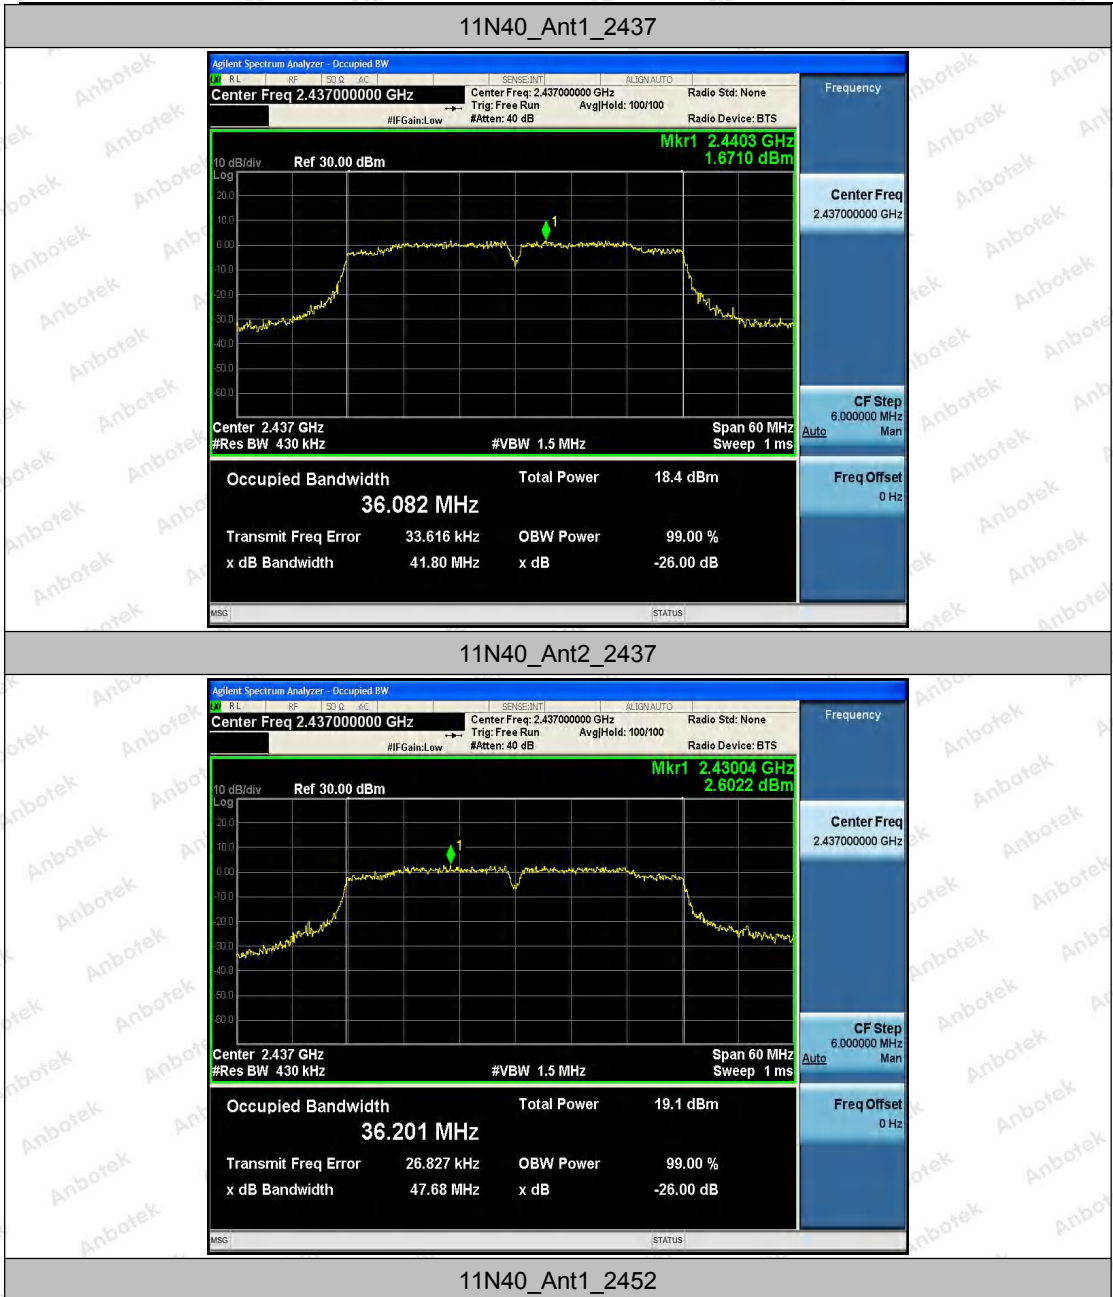 11N40_Ant1_2437
Agilent Spectrum Analyzer - Occupied BW
RL RF 50 Ω AC SENSE:INT ALIGNAUTO
Center Freq 2.437000000 GHz Center Freq: 2.437000000 GHz Radio Std: None
Trig: Free Run Avg|Hold: 100/100
#IFGain:Low #Atten: 40 dB Radio Device: BTS
Mkr1 2.4403 GHz
1.6710 dBm
10 dB/div Ref 30.00 dBm
Log
20.0
10.0
0.00
-10.0
-20.0
-30.0
-40.0
-50.0
-60.0
1
Center 2.437 GHz Span 60 MHz
#Res BW 430 kHz #VBW 1.5 MHz Sweep 1 ms
Occupied Bandwidth Total Power 18.4 dBm
36.082 MHz
Transmit Freq Error 33.616 kHz OBW Power 99.00 %
x dB Bandwidth 41.80 MHz x dB -26.00 dB
MSG STATUS
Frequency
Center Freq
2.437000000 GHz
CF Step
6.000000 MHz
Auto Man
Freq Offset
0 Hz
11N40_Ant2_2437
Agilent Spectrum Analyzer - Occupied BW
RL RF 50 Ω AC SENSE:INT ALIGNAUTO
Center Freq 2.437000000 GHz Center Freq: 2.437000000 GHz Radio Std: None
Trig: Free Run Avg|Hold: 100/100
#IFGain:Low #Atten: 40 dB Radio Device: BTS
Mkr1 2.43004 GHz
2.6022 dBm
10 dB/div Ref 30.00 dBm
Log
20.0
10.0
0.00
-10.0
-20.0
-30.0
-40.0
-50.0
-60.0
1
Center 2.437 GHz Span 60 MHz
#Res BW 430 kHz #VBW 1.5 MHz Sweep 1 ms
Occupied Bandwidth Total Power 19.1 dBm
36.201 MHz
Transmit Freq Error 26.827 kHz OBW Power 99.00 %
x dB Bandwidth 47.68 MHz x dB -26.00 dB
MSG STATUS
Frequency
Center Freq
2.437000000 GHz
CF Step
6.000000 MHz
Auto Man
Freq Offset
0 Hz
11N40_Ant1_2452
Anbotek